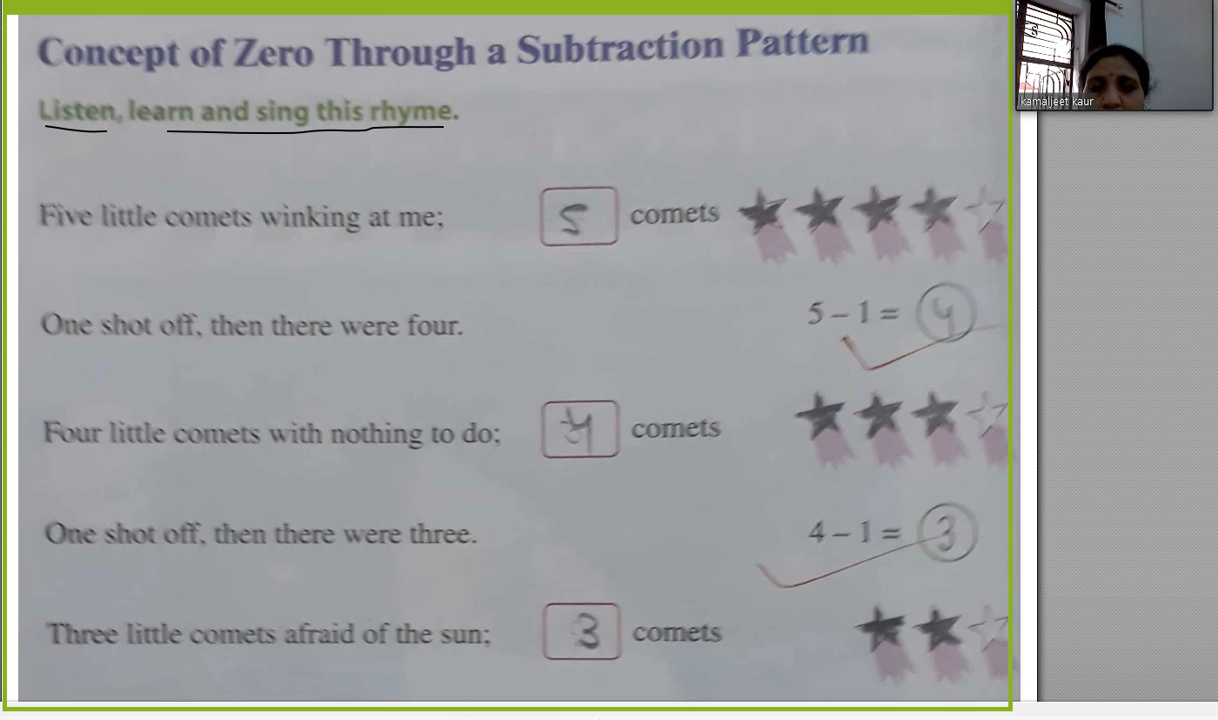 Concept of Zero Through a Subtraction Pattern
Listen, learn and sing this rhyme.
Five little comets winking at me; 5 comets
One shot off, then there were four. 5 – 1 = 4
Four little comets with nothing to do; 4 comets
One shot off, then there were three. 4 – 1 = 3
Three little comets afraid of the sun; 3 comets
kamaljeet kaur